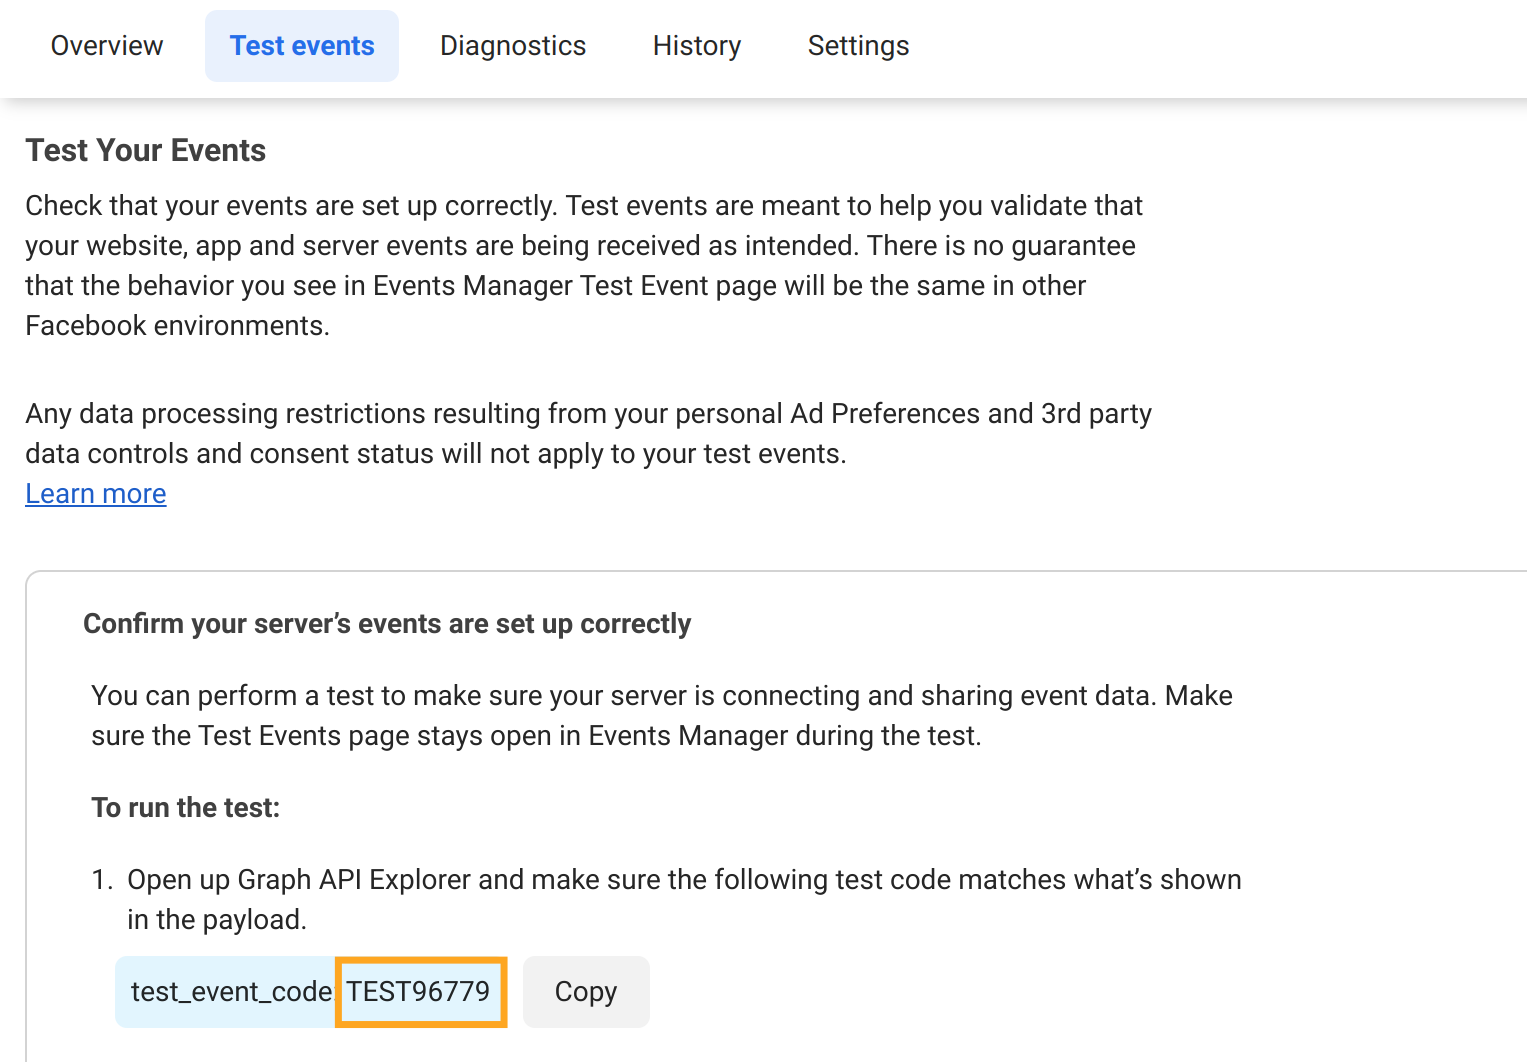 Overview Test events Diagnostics History Settings
Test Your Events
Check that your events are set up correctly. Test events are meant to help you validate that
your website, app and server events are being received as intended. There is no guarantee
that the behavior you see in Events Manager Test Event page will be the same in other
Facebook environments.
Any data processing restrictions resulting from your personal Ad Preferences and 3rd party
data controls and consent status will not apply to your test events.
Learn more
Confirm your server’s events are set up correctly
You can perform a test to make sure your server is connecting and sharing event data. Make
sure the Test Events page stays open in Events Manager during the test.
To run the test:
1. Open up Graph API Explorer and make sure the following test code matches what’s shown
in the payload.
test_event_code: TEST96779 Copy